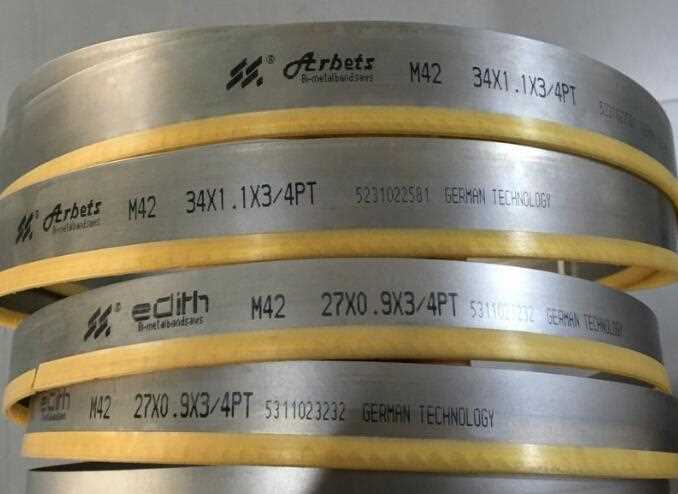 ® Arbets M42 34X1.1X3/4PT
Bi-metalbandsaws
Arbets M42 34X1.1X3/4PT 5231022581 GERMAN TECHNOLOGY
Bi-metalbandsaws
® edith M42 27X0.9X3/4PT GERMAN TECHNOLOGY
Bi-metalbandsaws
edith M42 27X0.9X3/4PT 5311023232 GERMAN TECHNOLOGY